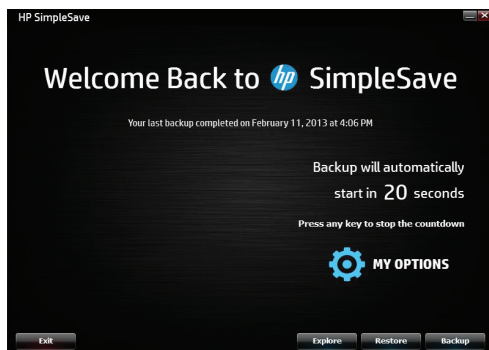 HP SimpleSave
Welcome Back to hp SimpleSave
Your last backup completed on February 11, 2013 at 4:06 PM
Backup will automatically
start in 20 seconds
Press any key to stop the countdown
MY OPTIONS
Exit Explore Restore Backup